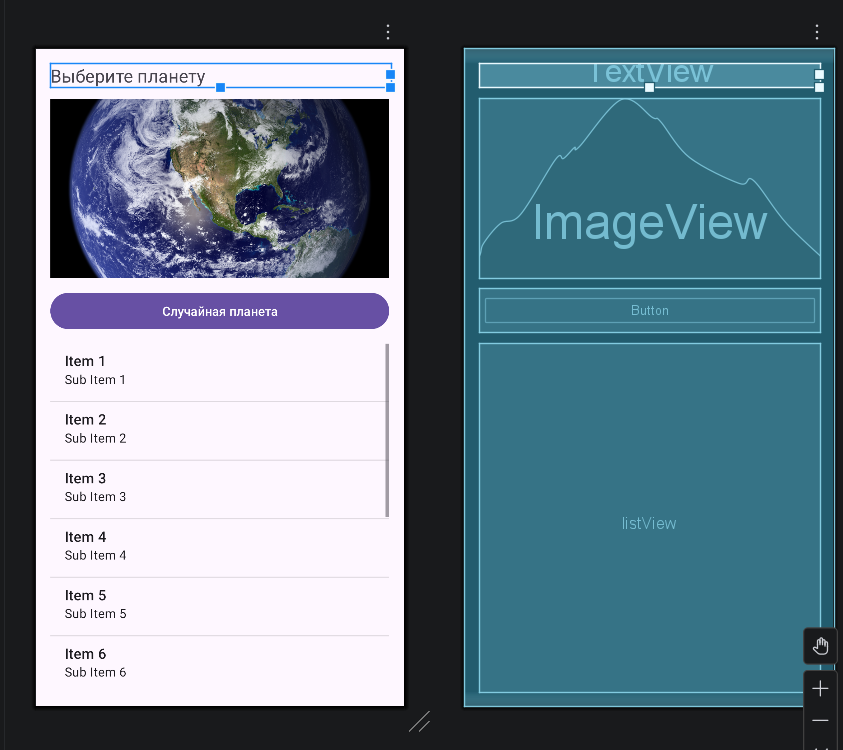 Выберите планету
Случайная планета
Item 1
Sub Item 1
Item 2
Sub Item 2
Item 3
Sub Item 3
Item 4
Sub Item 4
Item 5
Sub Item 5
Item 6
Sub Item 6
TextView
ImageView
Button
listView